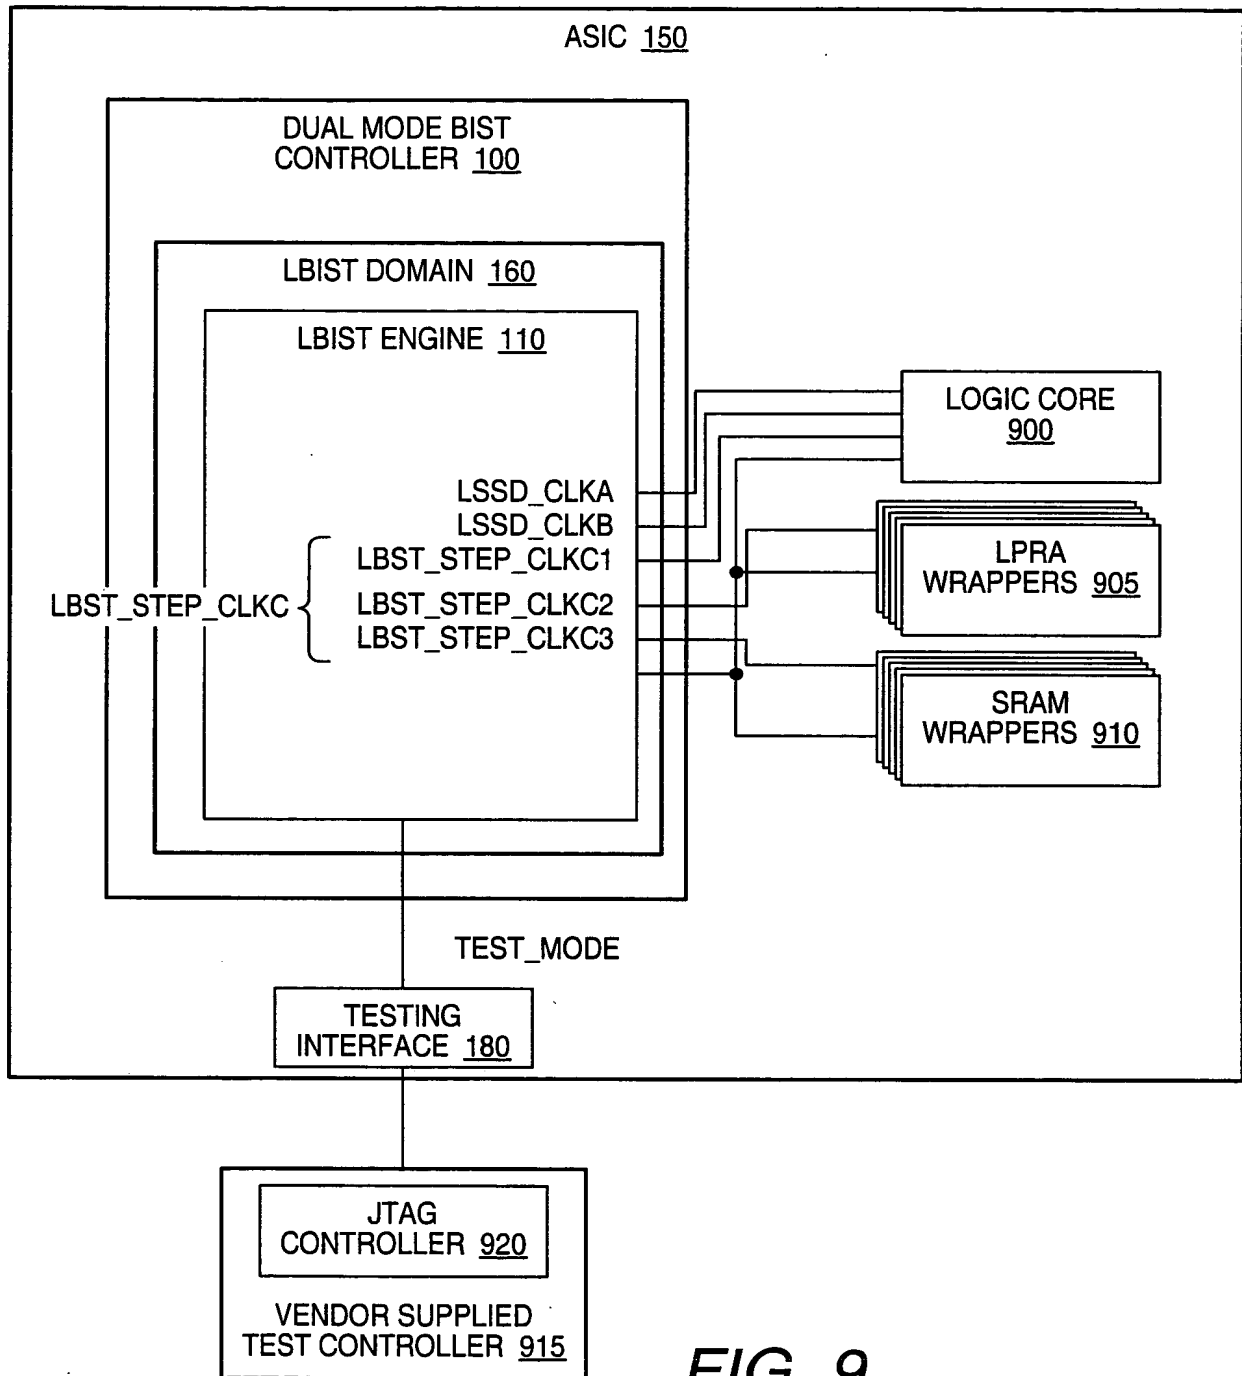 ASIC 150
DUAL MODE BIST
CONTROLLER 100
LBIST DOMAIN 160
LBIST ENGINE 110
LOGIC CORE
900
LSSD_CLKA
LSSD_CLKB
LBST_STEP_CLKC1
LBST_STEP_CLKC
LBST_STEP_CLKC2
LBST_STEP_CLKC3
LPRA
WRAPPERS 905
SRAM
WRAPPERS 910
TEST_MODE
TESTING
INTERFACE 180
JTAG
CONTROLLER 920
VENDOR SUPPLIED
TEST CONTROLLER 915
FIG. 9